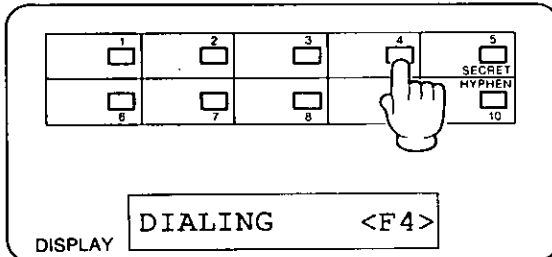 1 2 3 4 5
SECRET
HYPHEN
6 7 8 10
DIALING <F4>
DISPLAY